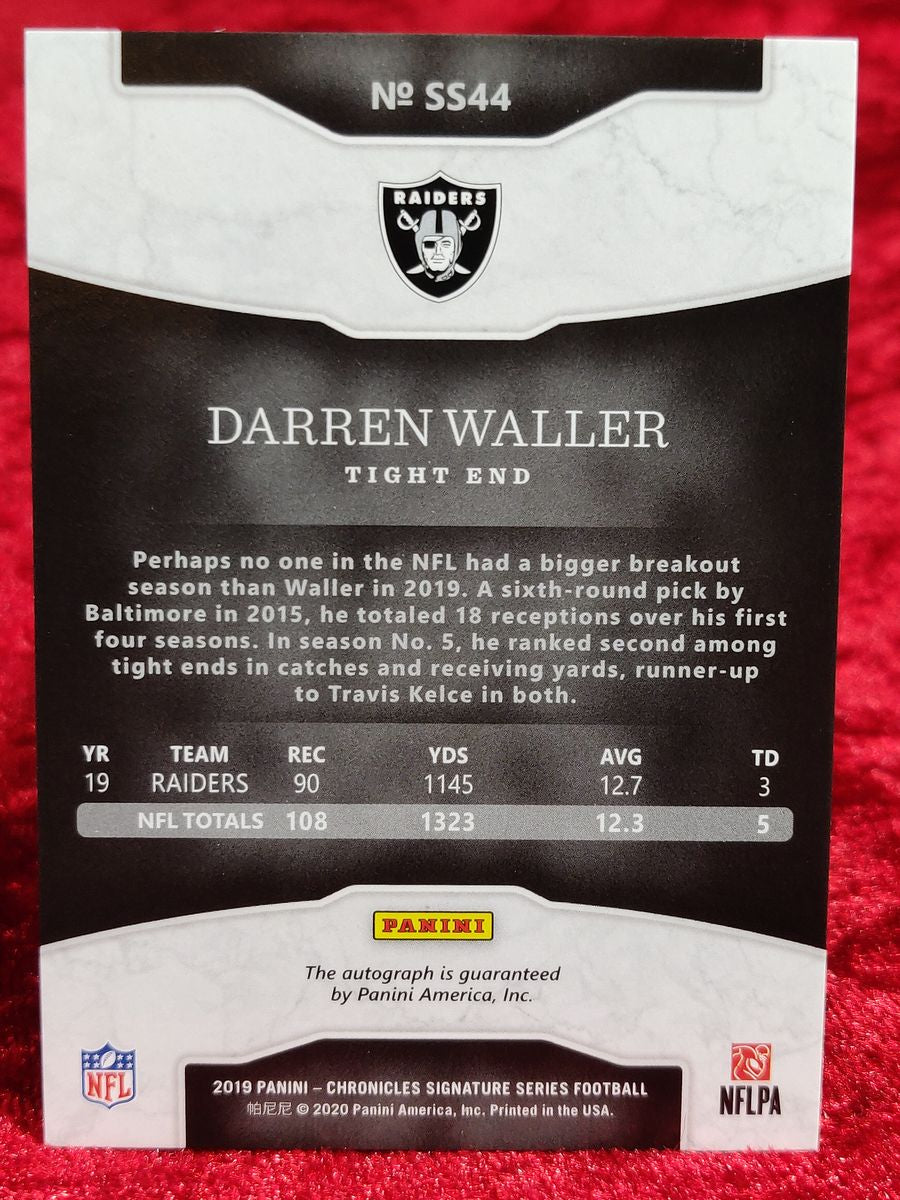 Nº SS44
RAIDERS
DARREN WALLER
TIGHT END
Perhaps no one in the NFL had a bigger breakout
season than Waller in 2019. A sixth-round pick by
Baltimore in 2015, he totaled 18 receptions over his first
four seasons. In season No. 5, he ranked second among
tight ends in catches and receiving yards, runner-up
to Travis Kelce in both.
YR TEAM REC YDS AVG TD
19 RAIDERS 90 1145 12.7 3
NFL TOTALS 108 1323 12.3 5
PANINI
The autograph is guaranteed
by Panini America, Inc.
NFL
2019 PANINI – CHRONICLES SIGNATURE SERIES FOOTBALL
帕尼尼 © 2020 Panini America, Inc. Printed in the USA.
NFLPA